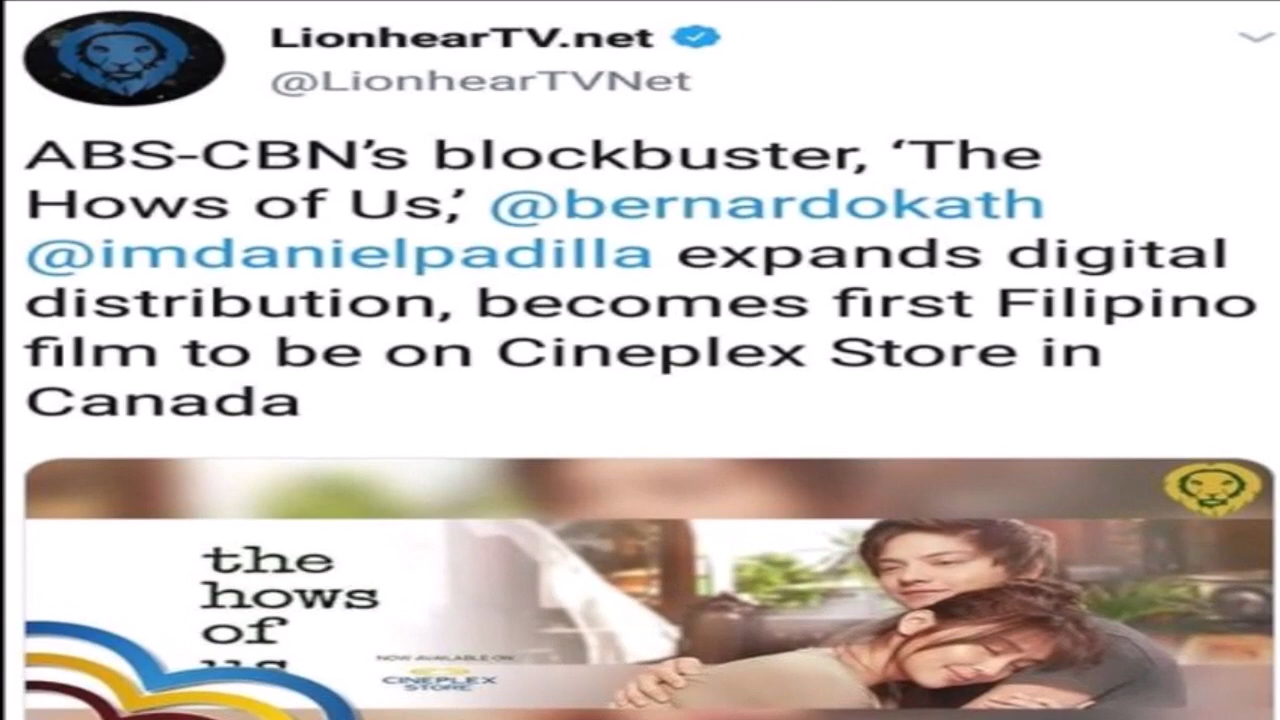 LionhearTV.net
@LionhearTVNet
ABS-CBN’s blockbuster, ‘The
Hows of Us,’ @bernardokath
@imdanielpadilla expands digital
distribution, becomes first Filipino
film to be on Cineplex Store in
Canada
the
hows
of
us
NOW AVAILABLE ON
CINEPLEX
STORE